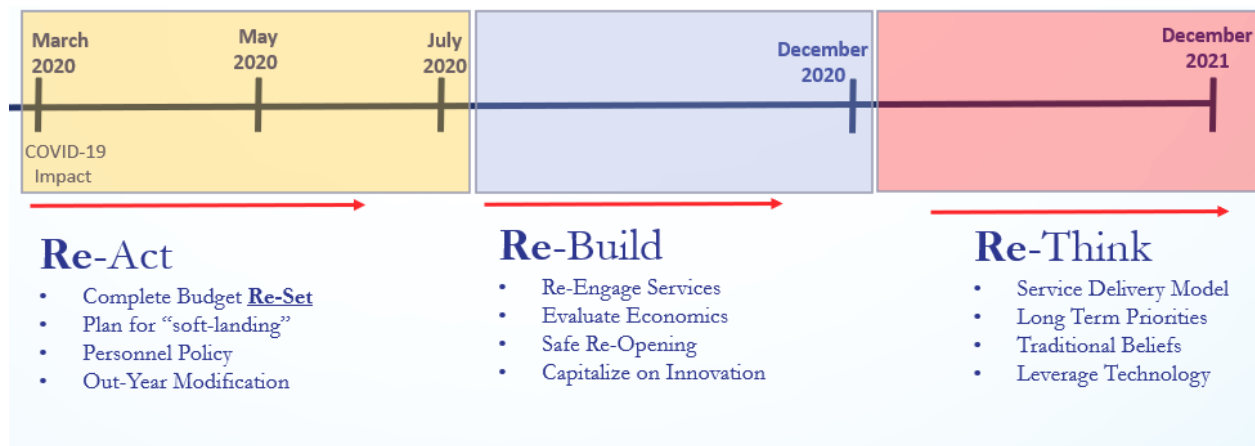 March
2020
May
2020
July
2020
December
2020
December
2021
COVID-19
Impact
Re-Act
• Complete Budget Re-Set
• Plan for “soft-landing”
• Personnel Policy
• Out-Year Modification
Re-Build
• Re-Engage Services
• Evaluate Economics
• Safe Re-Opening
• Capitalize on Innovation
Re-Think
• Service Delivery Model
• Long Term Priorities
• Traditional Beliefs
• Leverage Technology